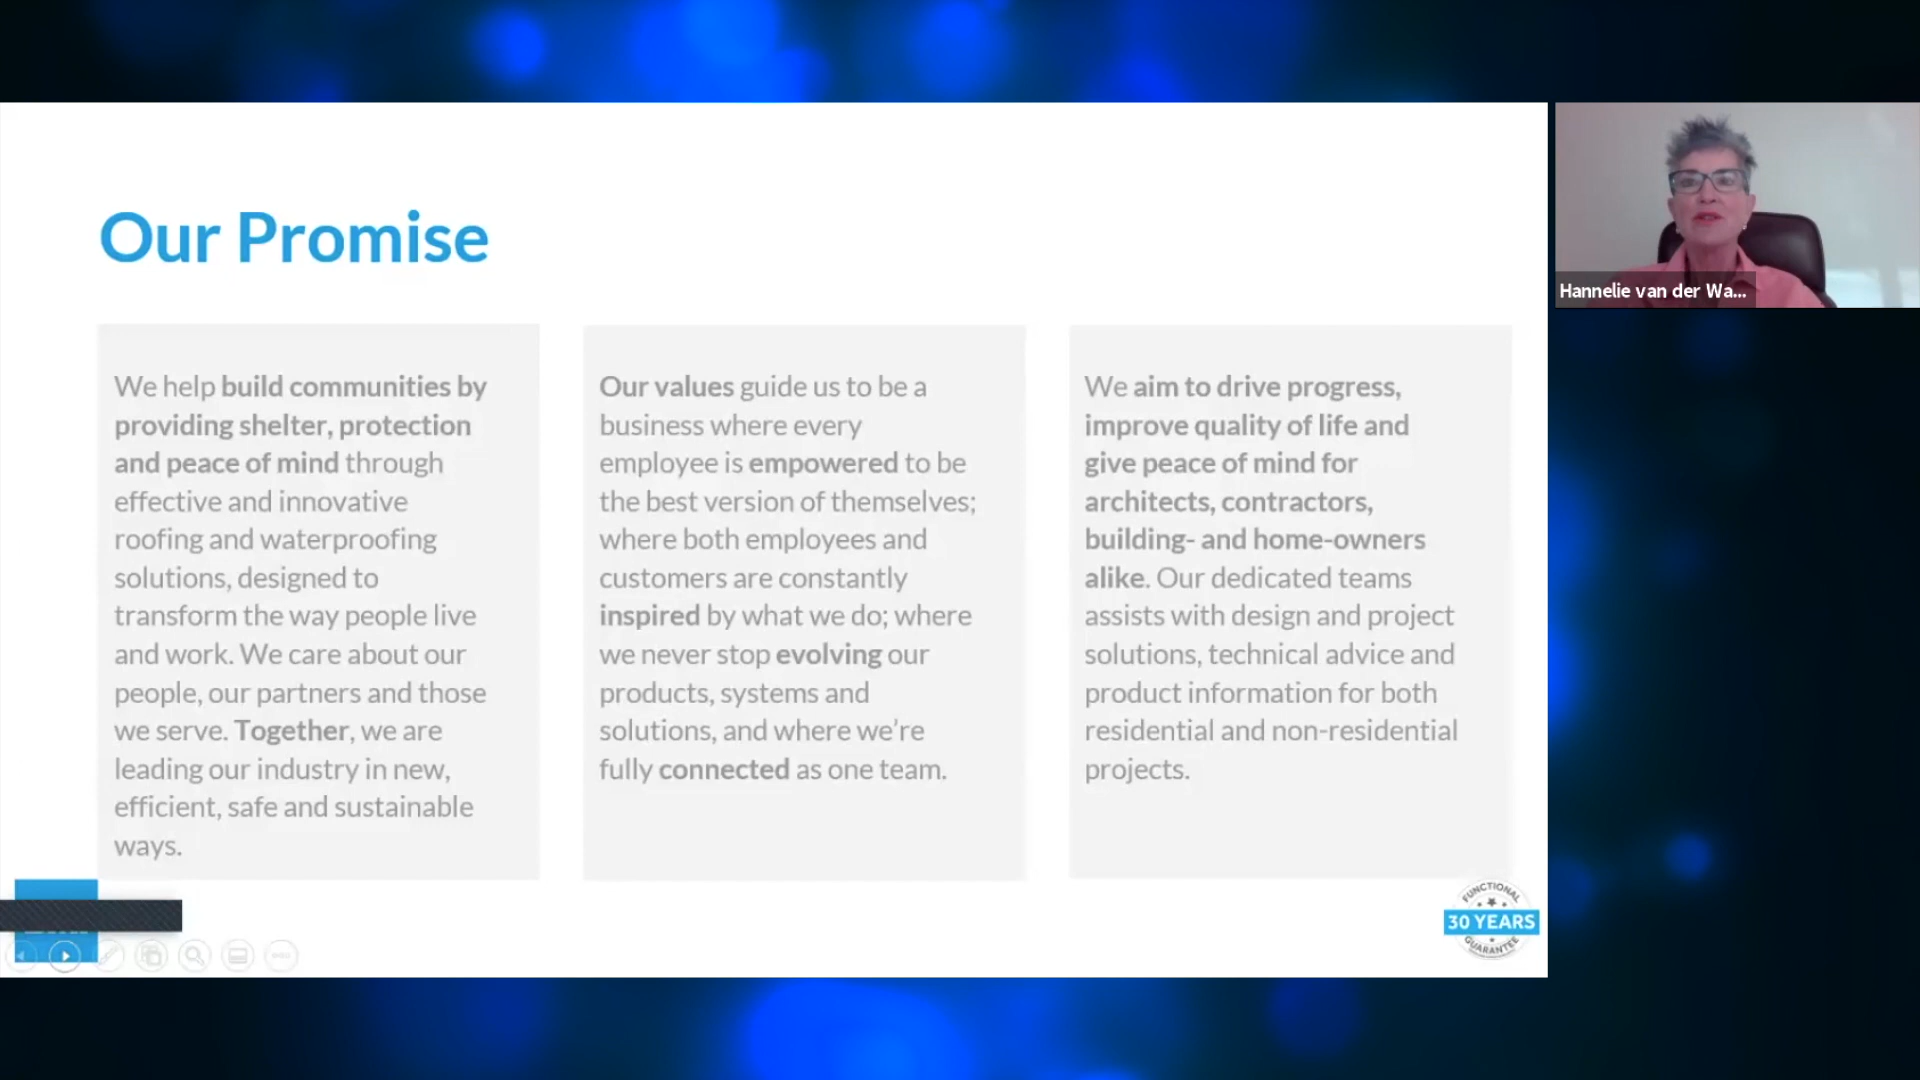 Our Promise
We help build communities by
providing shelter, protection
and peace of mind through
effective and innovative
roofing and waterproofing
solutions, designed to
transform the way people live
and work. We care about our
people, our partners and those
we serve. Together, we are
leading our industry in new,
efficient, safe and sustainable
ways.
Our values guide us to be a
business where every
employee is empowered to be
the best version of themselves;
where both employees and
customers are constantly
inspired by what we do; where
we never stop evolving our
products, systems and
solutions, and where we’re
fully connected as one team.
We aim to drive progress,
improve quality of life and
give peace of mind for
architects, contractors,
building- and home-owners
alike. Our dedicated teams
assists with design and project
solutions, technical advice and
product information for both
residential and non-residential
projects.
Hannelie van der Wa...
FUNCTIONAL
30 YEARS
GUARANTEE